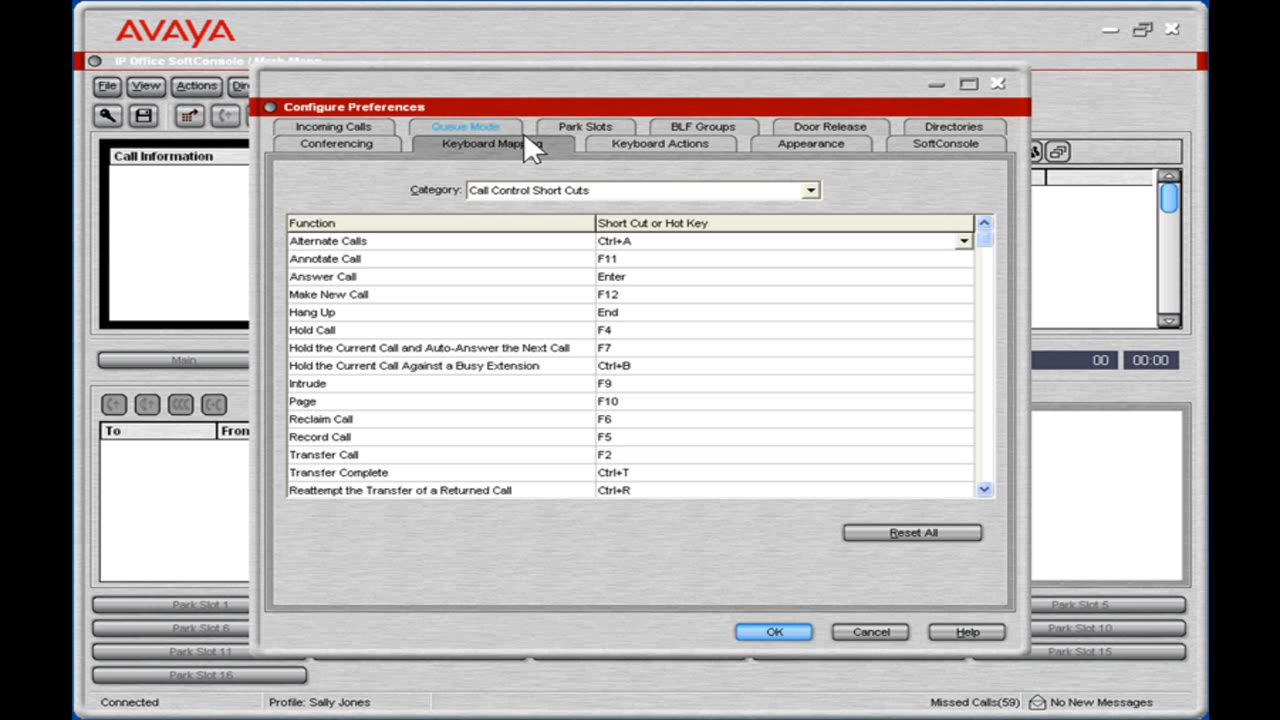 AVAYA
IP Office SoftConsole /
File View Actions
Configure Preferences
Incoming Calls Queue Mode Park Slots BLF Groups Door Release Directories
Conferencing Keyboard Mapping Keyboard Actions Appearance SoftConsole
Call Information
Category: Call Control Short Cuts
Function Short Cut or Hot Key
Alternate Calls Ctrl+A
Annotate Call F11
Answer Call Enter
Make New Call F12
Hang Up End
Hold Call F4
Hold the Current Call and Auto-Answer the Next Call F7
Hold the Current Call Against a Busy Extension Ctrl+B
Intrude F9
Page F10
Reclaim Call F6
Record Call F5
Transfer Call F2
Transfer Complete Ctrl+T
Reattempt the Transfer of a Returned Call Ctrl+R
Main 00 00:00
To From
Reset All
OK Cancel Help
Park Slot 1 Park Slot 5
Park Slot 6 Park Slot 10
Park Slot 11 Park Slot 15
Park Slot 16
Connected Profile: Sally Jones Missed Calls(59) No New Messages